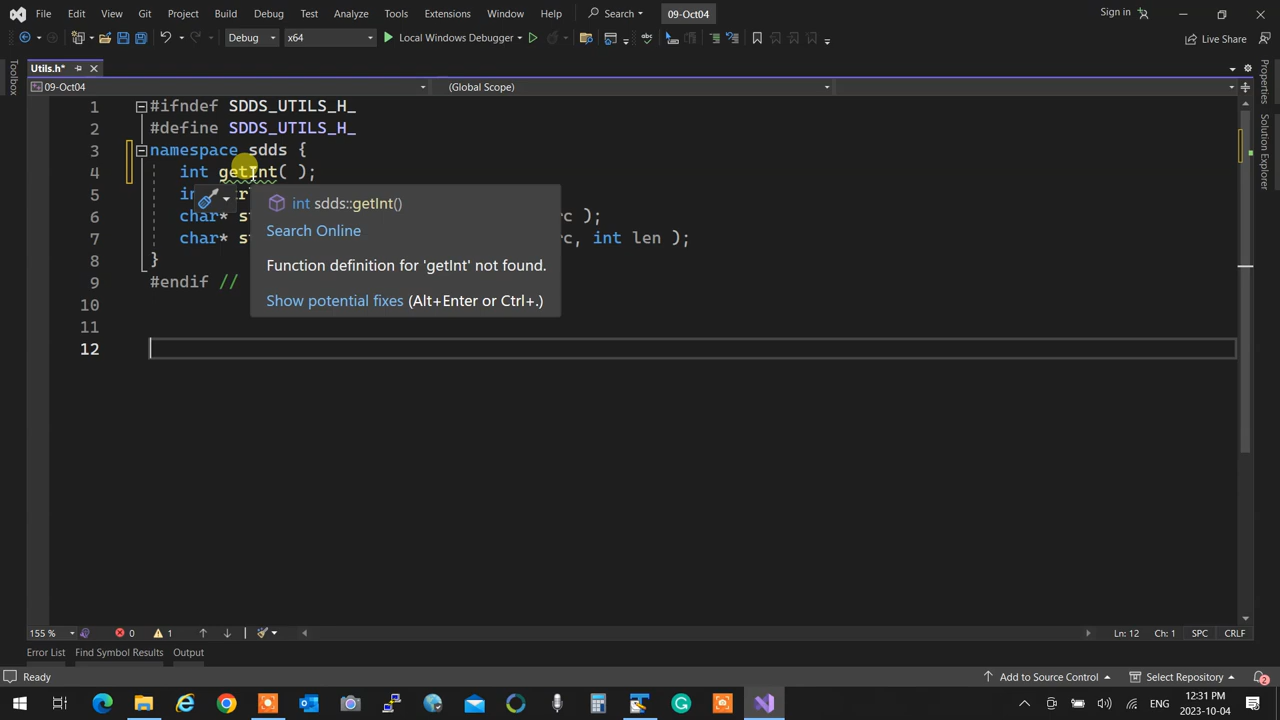 File Edit View Git Project Build Debug Test Analyze Tools Extensions Window Help Search 09-Oct04 Sign in
Debug x64 Local Windows Debugger Live Share
Toolbox
Utils.h*
09-Oct04 (Global Scope)
1 #ifndef SDDS_UTILS_H_
2 #define SDDS_UTILS_H_
3 namespace sdds {
4 int getInt( );
5
int sdds::getInt()
6 char* rc );
7 char* rc, int len );
Search Online
8 }
Function definition for 'getInt' not found.
9 #endif //
Show potential fixes (Alt+Enter or Ctrl+.)
10
11
12
Properties
Solution Explorer
155 % 0 1 Ln: 12 Ch: 1 SPC CRLF
Error List Find Symbol Results Output
Ready Add to Source Control Select Repository 2
ENG 12:31 PM
2023-10-04